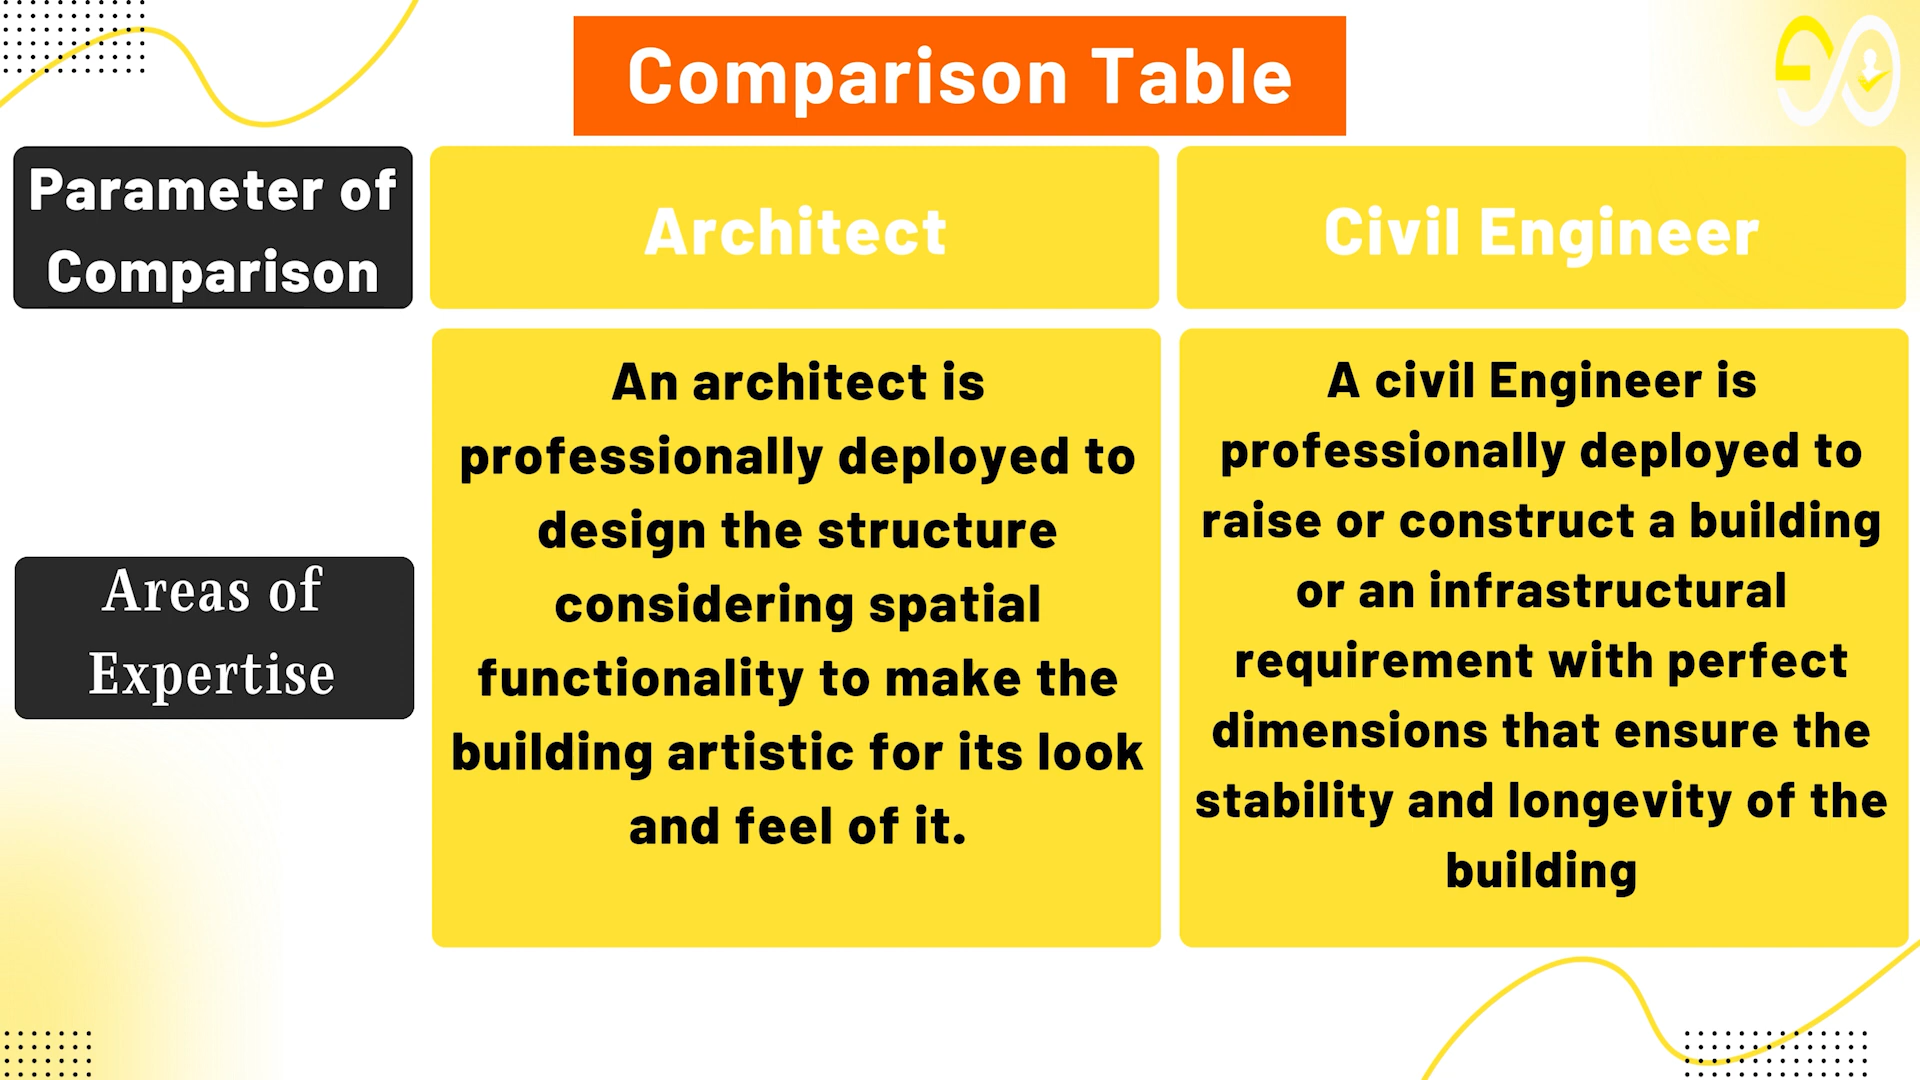 Comparison Table
Parameter of
Comparison
Architect
Civil Engineer
Areas of
Expertise
An architect is
professionally deployed to
design the structure
considering spatial
functionality to make the
building artistic for its look
and feel of it.
A civil Engineer is
professionally deployed to
raise or construct a building
or an infrastructural
requirement with perfect
dimensions that ensure the
stability and longevity of the
building